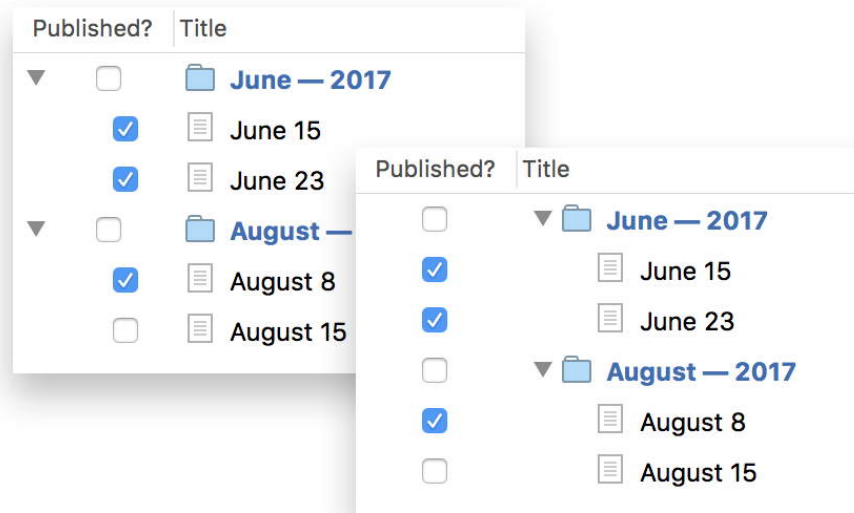 Published? Title
June — 2017
June 15
June 23
August —
August 8
August 15
Published? Title
June — 2017
June 15
June 23
August — 2017
August 8
August 15